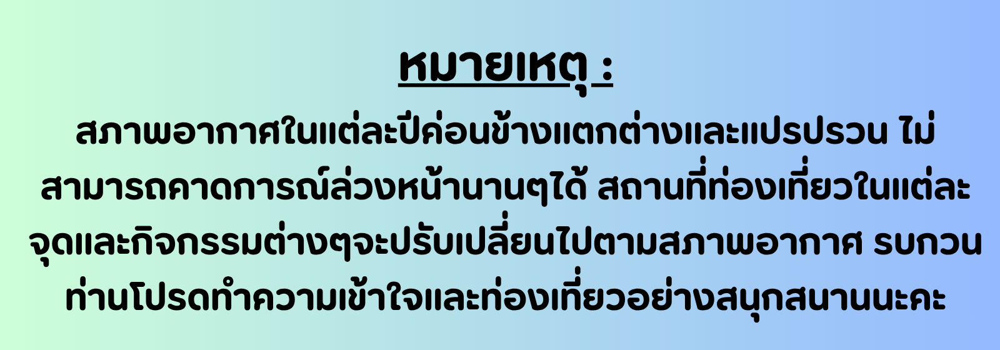 หมายเหตุ :
สภาพอากาศในแต่ละปีค่อนข้างแตกต่างและแปรปรวน ไม่
สามารถคาดการณ์ล่วงหน้านานๆได้ สถานที่ท่องเที่ยวในแต่ละ
จุดและกิจกรรมต่างๆจะปรับเปลี่ยนไปตามสภาพอากาศ รบกวน
ท่านโปรดทำความเข้าใจและท่องเที่ยวอย่างสนุกสนานนะคะ